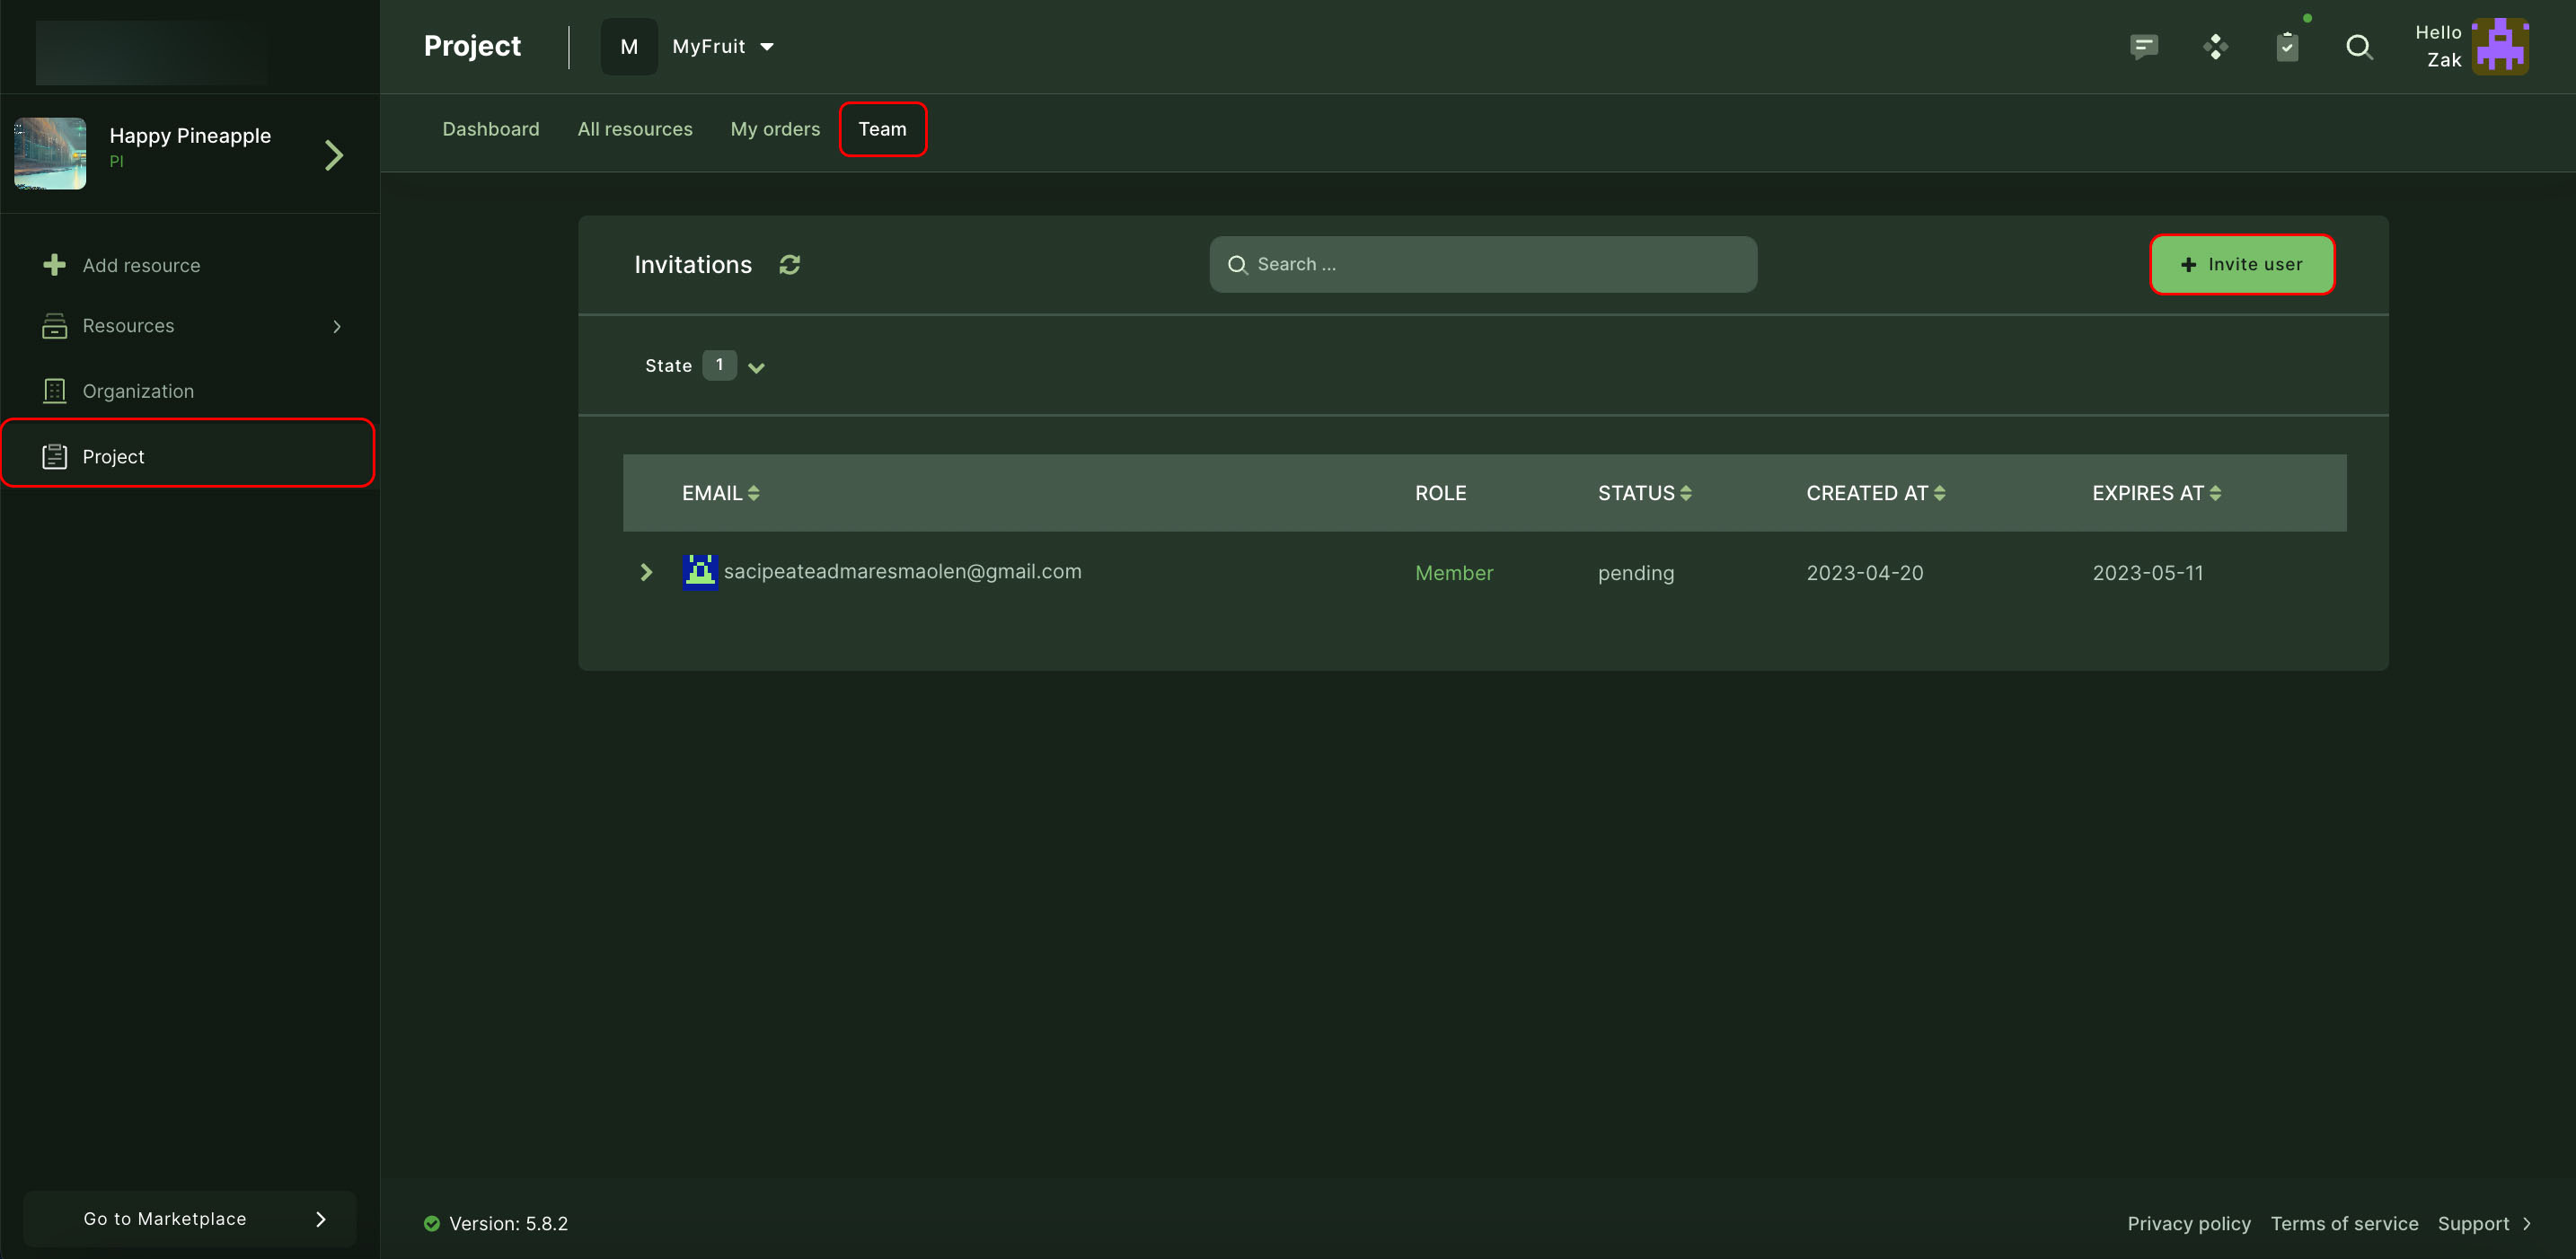 Project
M
MyFruit
Hello
Zak
Happy Pineapple
PI
Dashboard
All resources
My orders
Team
Add resource
Resources
Organization
Project
Invitations
Search ...
Invite user
State 1
EMAIL
ROLE
STATUS
CREATED AT
EXPIRES AT
sacipeateadmaresmaolen@gmail.com
Member
pending
2023-04-20
2023-05-11
Go to Marketplace
Version: 5.8.2
Privacy policy
Terms of service
Support